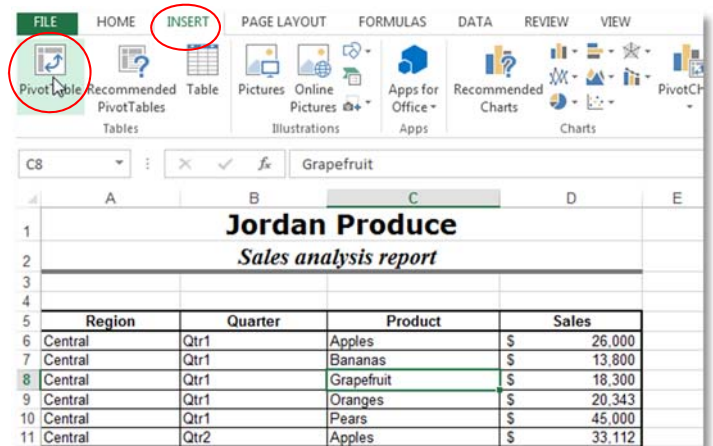 FILE HOME INSERT PAGE LAYOUT FORMULAS DATA REVIEW VIEW
PivotTable Recommended PivotTables Table Pictures Online Pictures Apps for Office Recommended Charts PivotCh
Tables Illustrations Apps Charts
C8 fx Grapefruit
A B C D E
1 Jordan Produce
2 Sales analysis report
3
4
5 Region Quarter Product Sales
6 Central Qtr1 Apples $ 26,000
7 Central Qtr1 Bananas $ 13,800
8 Central Qtr1 Grapefruit $ 18,300
9 Central Qtr1 Oranges $ 20,343
10 Central Qtr1 Pears $ 45,000
11 Central Qtr2 Apples $ 33,112